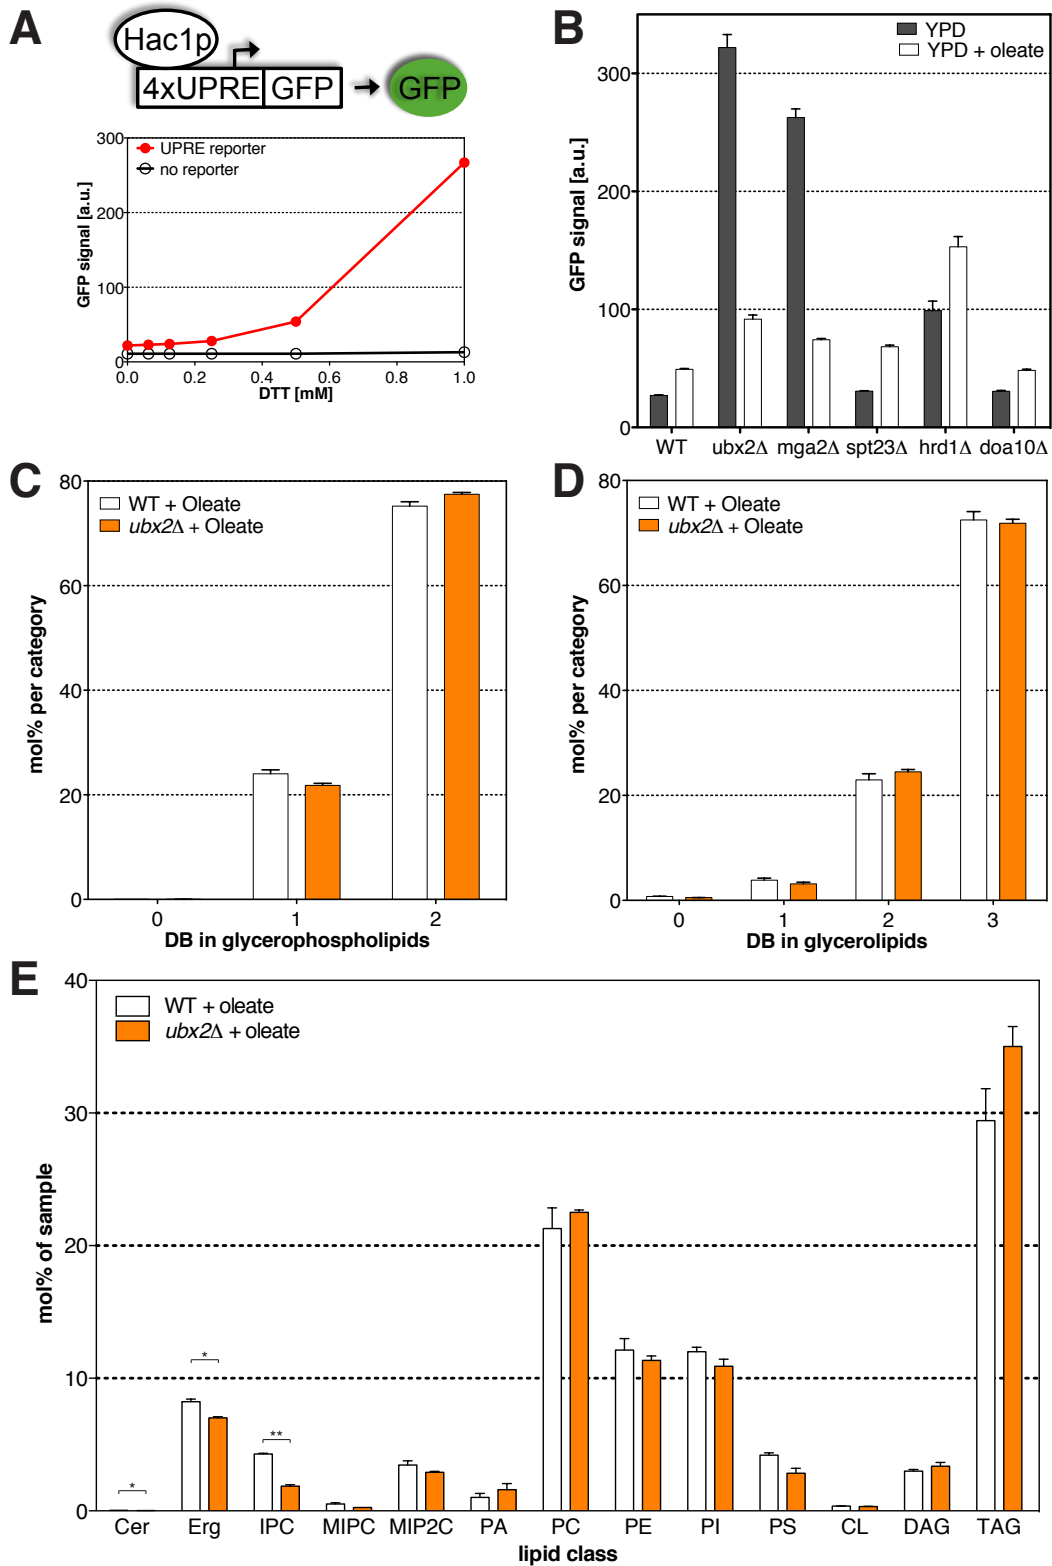 A
Hac1p
4xUPRE GFP
GFP
300
200
100
0
GFP signal [a.u.]
UPRE reporter
no reporter
0.0 0.2 0.4 0.6 0.8 1.0
DTT [mM]
B
YPD
YPD + oleate
300
200
100
0
GFP signal [a.u.]
WT ubx2Δ mga2Δ spt23Δ hrd1Δ doa10Δ
C
WT + Oleate
ubx2Δ + Oleate
80
60
40
20
0
mol% per category
0 1 2
DB in glycerophospholipids
D
WT + Oleate
ubx2Δ + Oleate
80
60
40
20
0
mol% per category
0 1 2 3
DB in glycerolipids
E
WT + oleate
ubx2Δ + oleate
40
30
20
10
0
mol% of sample
*
*
**
Cer Erg IPC MIPC MIP2C PA PC PE PI PS CL DAG TAG
lipid class